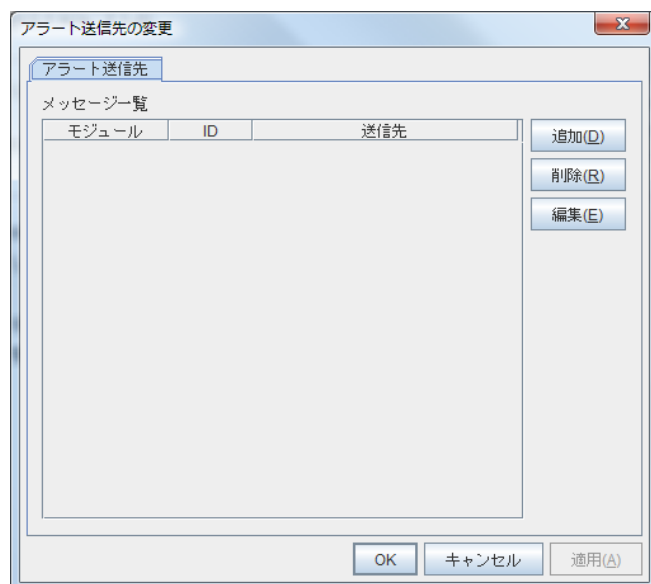 アラート送信先の変更
アラート送信先
メッセージ一覧
モジュール ID 送信先
追加(D)
削除(R)
編集(E)
OK キャンセル 適用(A)